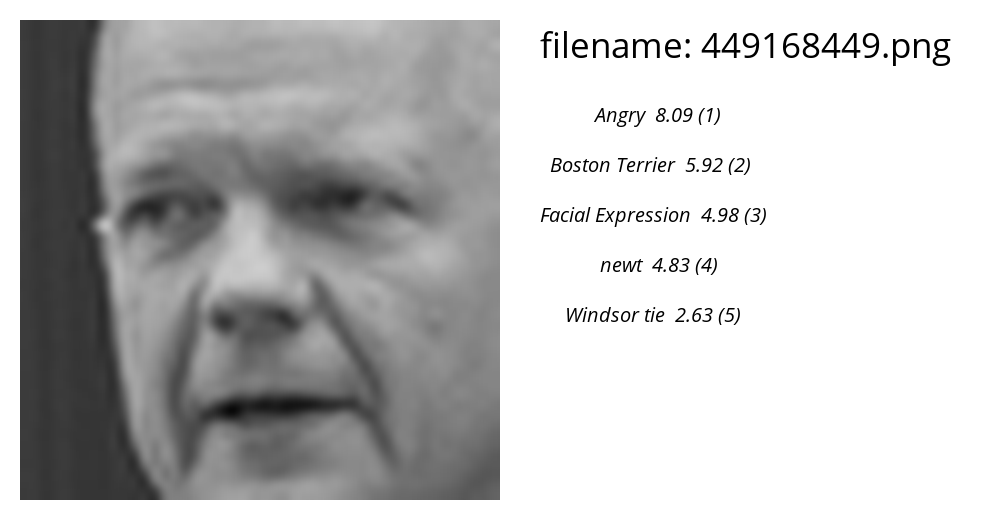 filename: 449168449.png
Angry 8.09 (1)
Boston Terrier 5.92 (2)
Facial Expression 4.98 (3)
newt 4.83 (4)
Windsor tie 2.63 (5)